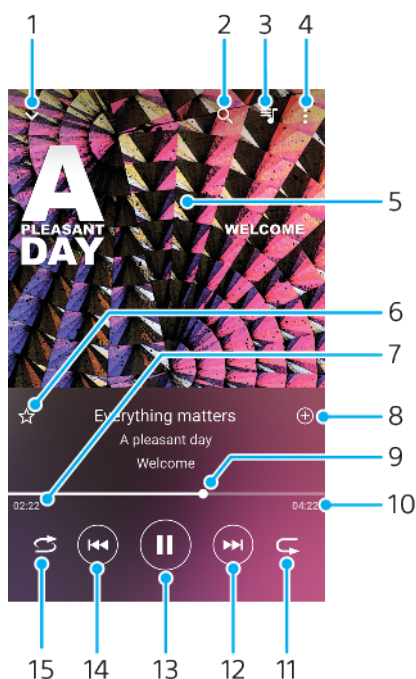 1 2 3 4
A
PLEASANT
DAY
WELCOME
5
6
7
Everything matters
8
A pleasant day
Welcome
9
02:22
04:22
10
15 14 13 12 11